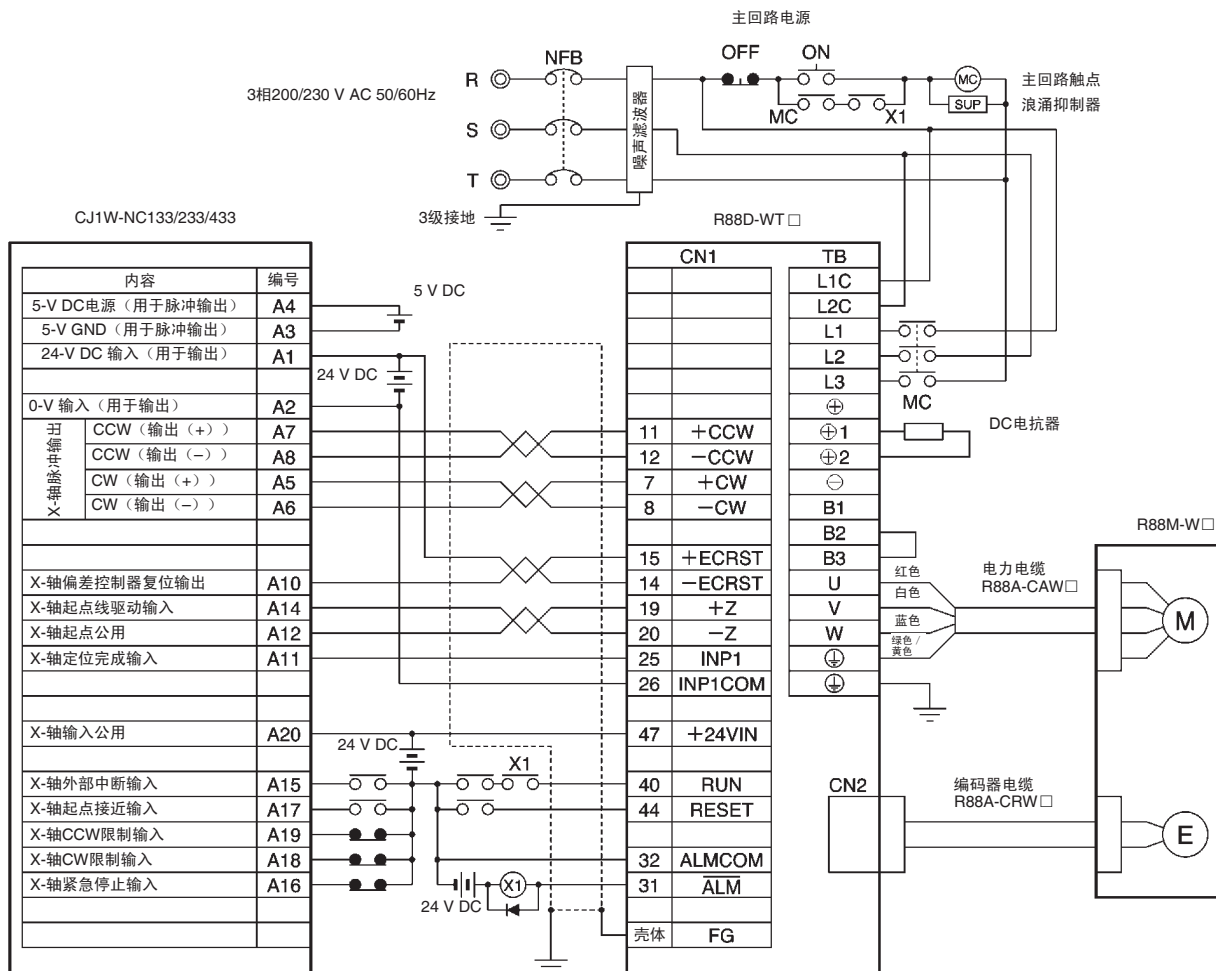 主回路电源
OFF ON
NFB
R
MC
主回路触点
3相200/230 V AC 50/60Hz
SUP
浪涌抑制器
MC X1
S
噪声滤波器
T
CJ1W-NC133/233/433
3级接地
R88D-WT□
内容 编号
5-V DC电源（用于脉冲输出） A4
5-V GND（用于脉冲输出） A3
24-V DC 输入（用于输出） A1
0-V 输入（用于输出） A2
X-轴脉冲输出
CCW（输出（+）） A7
CCW（输出（−）） A8
CW（输出（+）） A5
CW（输出（−）） A6
X-轴偏差控制器复位输出 A10
X-轴起点线驱动输入 A14
X-轴起点公用 A12
X-轴定位完成输入 A11
X-轴输入公用 A20
X-轴外部中断输入 A15
X-轴起点接近输入 A17
X-轴CCW限制输入 A19
X-轴CW限制输入 A18
X-轴紧急停止输入 A16
5 V DC
24 V DC
24 V DC
X1
X1
24 V DC
CN1
11 +CCW
12 −CCW
7 +CW
8 −CW
15 +ECRST
14 −ECRST
19 +Z
20 −Z
25 INP1
26 INP1COM
47 +24VIN
40 RUN
44 RESET
32 ALMCOM
31 ALM
壳体 FG
TB
L1C
L2C
L1
L2
L3
⊕
⊕1
⊕2
⊖
B1
B2
B3
U
V
W
CN2
MC
DC电抗器
红色
白色
蓝色
绿色 /
黄色
电力电缆
R88A-CAW□
编码器电缆
R88A-CRW□
R88M-W□
M
E